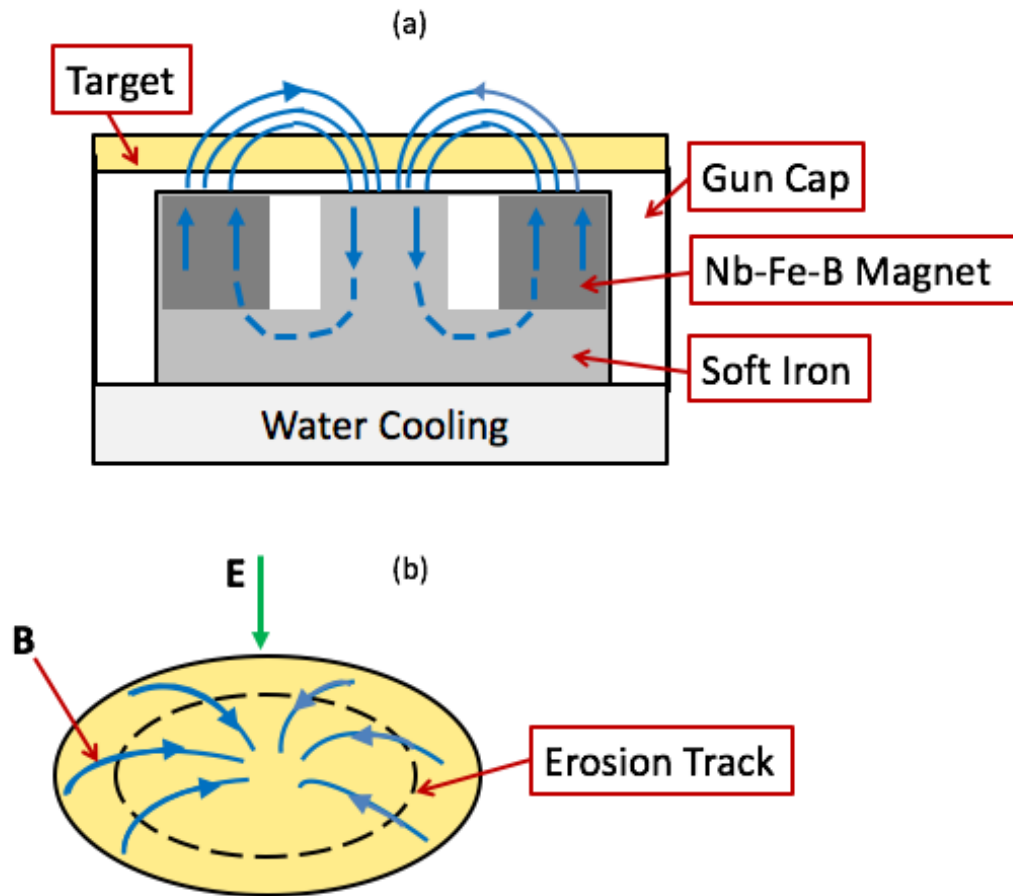 (a)
Target
Gun Cap
Nb-Fe-B Magnet
Soft Iron
Water Cooling
(b)
E
B
Erosion Track